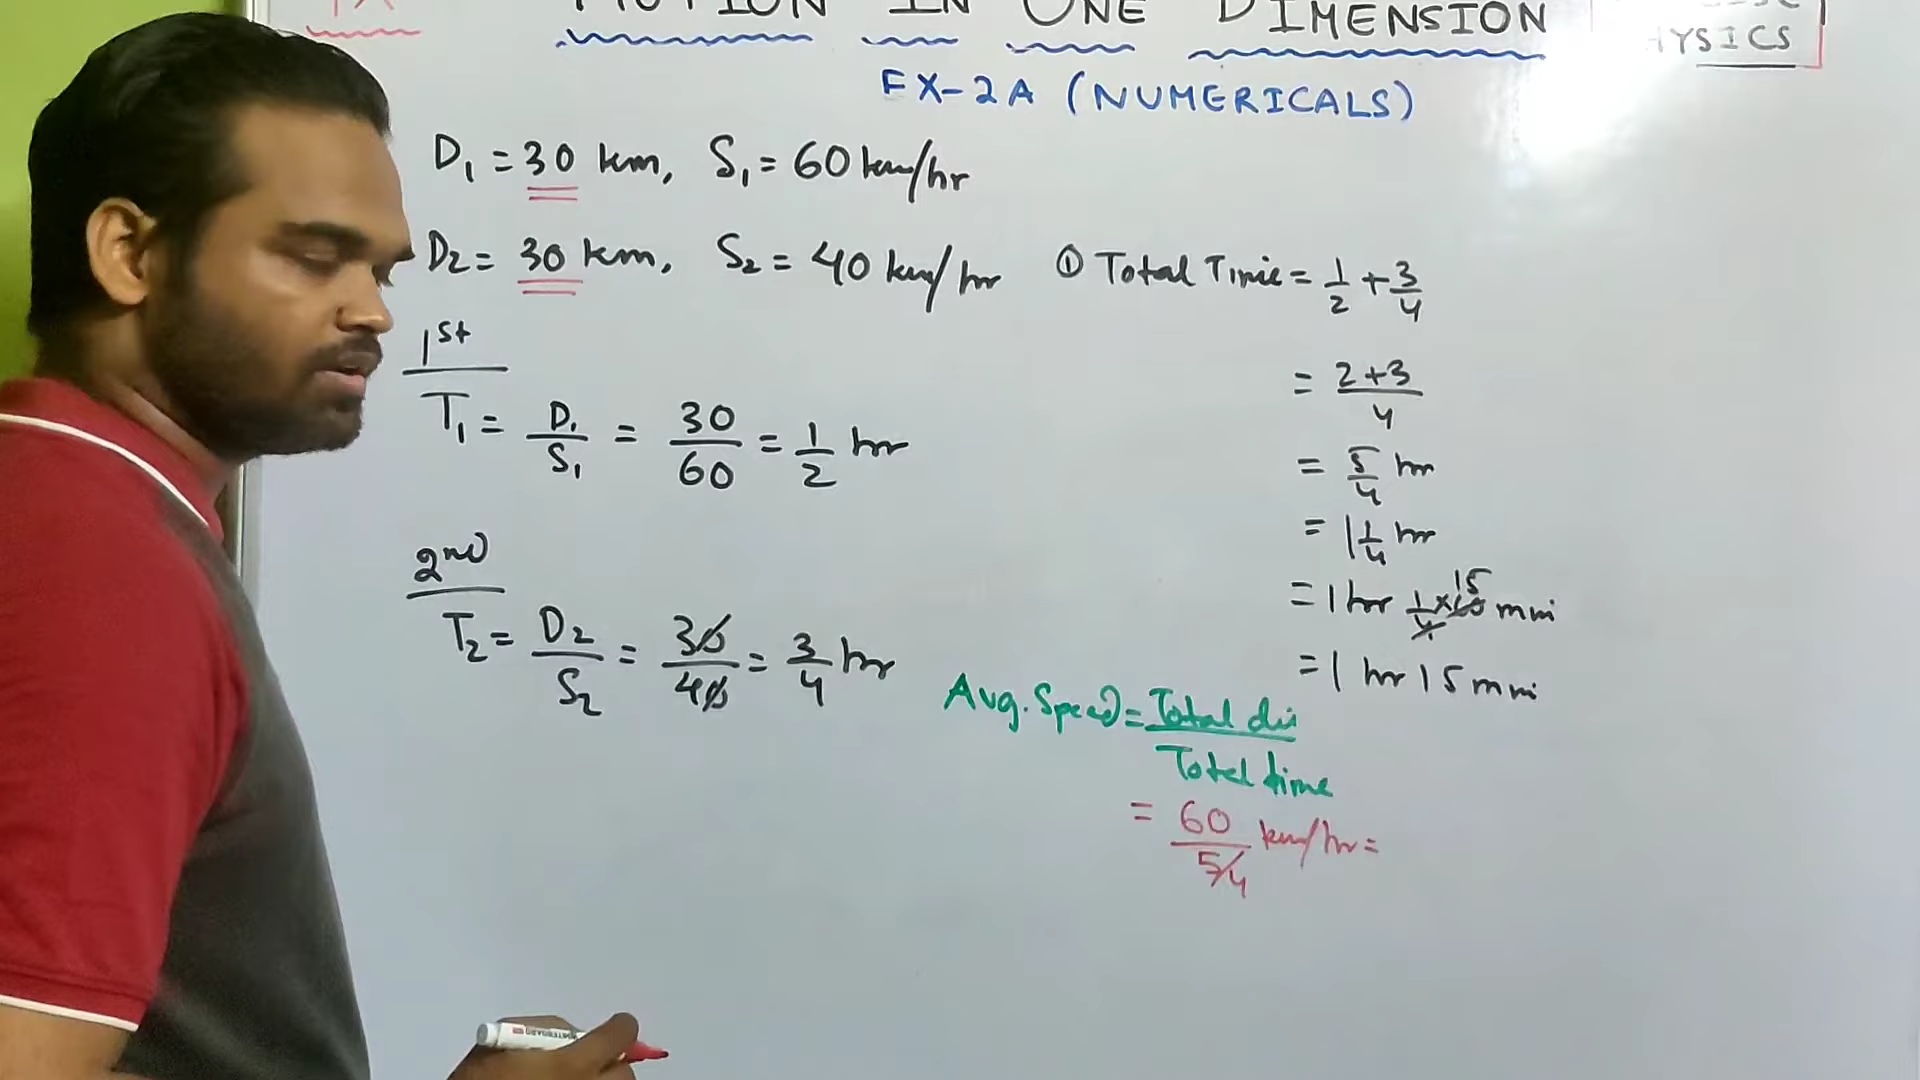 MOTION IN ONE DIMENSION
PHYSICS
EX-2A (NUMERICALS)
D₁ = 30 km, S₁ = 60 km/hr
D₂ = 30 km, S₂ = 40 km/hr
1st
T₁ = D₁/S₁ = 30/60 = 1/2 hr
2nd
T₂ = D₂/S₂ = 30/40 = 3/4 hr
① Total Time = 1/2 + 3/4
= 2+3/4
= 5/4 hr
= 1 1/4 hr
= 1 hr 1/4 × 60 15 min
= 1 hr 15 min
Avg. Speed = Total dis/Total time
= 60/5/4 km/hr =